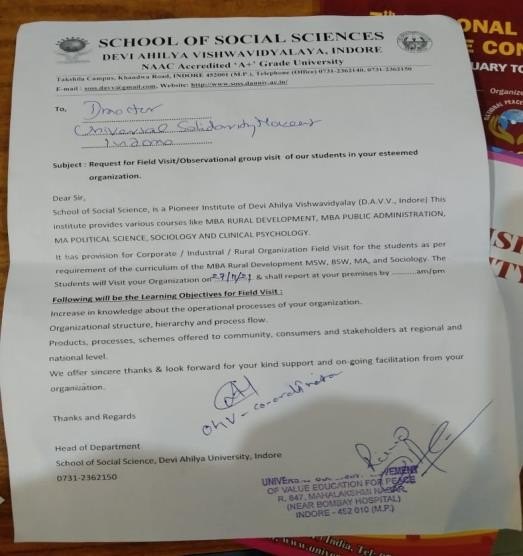 SCHOOL OF SOCIAL SCIENCES
DEVI AHILYA VISHWAVIDYALAYA, INDORE
NAAC Accredited 'A+' Grade University
Takshila Campus, Khandwa Road, INDORE 452001 (M.P.), Telephone (Office) 0731-2362140, 0731-2362150
E-mail : soss.davv@gmail.com, Website: http://www.soss.dauniv.ac.in/
To,
Director
Universal Solidarity Movement
Indore
Subject : Request for Field Visit/Observational group visit of our students in your esteemed
organization.
Dear Sir,
School of Social Science, is a Pioneer Institute of Devi Ahilya Vishwavidyalay (D.A.V.V., Indore) This
institute provides various courses like MBA RURAL DEVELOPMENT, MBA PUBLIC ADMINISTRATION,
MA POLITICAL SCIENCE, SOCIOLOGY AND CLINICAL PSYCHOLOGY.
It has provision for Corporate / Industrial / Rural Organization Field Visit for the students as per
requirement of the curriculum of the MBA Rural Development MSW, BSW, MA, and Sociology. The
Students will Visit your Organization on 27/11/21 & shall report at your premises by ..........am/pm
Following will be the Learning Objectives for Field Visit :
Increase in knowledge about the operational processes of your organization.
Organizational structure, hierarchy and process flow.
Products, processes, schemes offered to community, consumers and stakeholders at regional and
national level.
We offer sincere thanks & look forward for your kind support and on-going facilitation from your
organization.
OHV-co-ordinator
Thanks and Regards
Head of Department
School of Social Science, Devi Ahilya University, Indore
0731-2362150
OF VALUE EDUCATION FOR PEACE
R, 647, MAHALAKSHMI NAGAR
(NEAR BOMBAY HOSPITAL)
INDORE - 452 010 (M.P.)
ONAL
E CON
UARY TO
Organize
NATIONAL PEACE